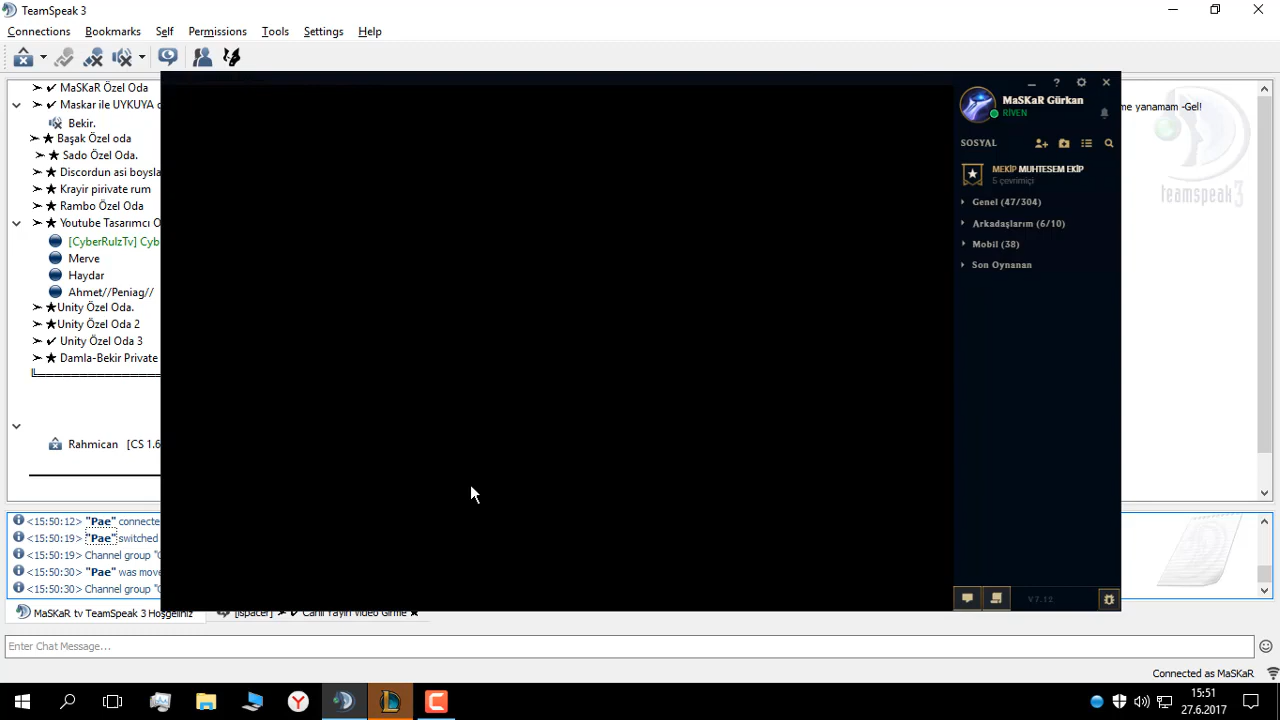 TeamSpeak 3
Connections Bookmarks Self Permissions Tools Settings Help
MaSKaR Özel Oda
Maskar ile UYKUYA
Bekir.
Başak Özel oda
Sado Özel Oda.
Discordun asi boysla
Krayir pirivate rum
Rambo Özel Oda
Youtube Tasarımcı O
[CyberRulzTv] Cyb
Merve
Haydar
Ahmet//Peniag//
★Unity Özel Oda.
★Unity Özel Oda 2
Unity Özel Oda 3
Damla-Bekir Private
Rahmican [CS 1.6
me yanamam -Gel!
teamspeak 3
MaSKaR Gürkan
RİVEN
SOSYAL
MEKİP MUHTESEM EKİP
5 çevrimiçi
Genel (47/304)
Arkadaşlarım (6/10)
Mobil (38)
Son Oynanan
V7.12
<15:50:12> "Pae" connecte
<15:50:19> "Pae" switched
<15:50:19> Channel group "
<15:50:30> "Pae" was move
<15:50:30> Channel group "
MaSKaR tv TeamSpeak 3 Hoşgeliniz
Canlı Yayın Video Girme ★
Enter Chat Message...
Connected as MaSKaR
15:51
27.6.2017